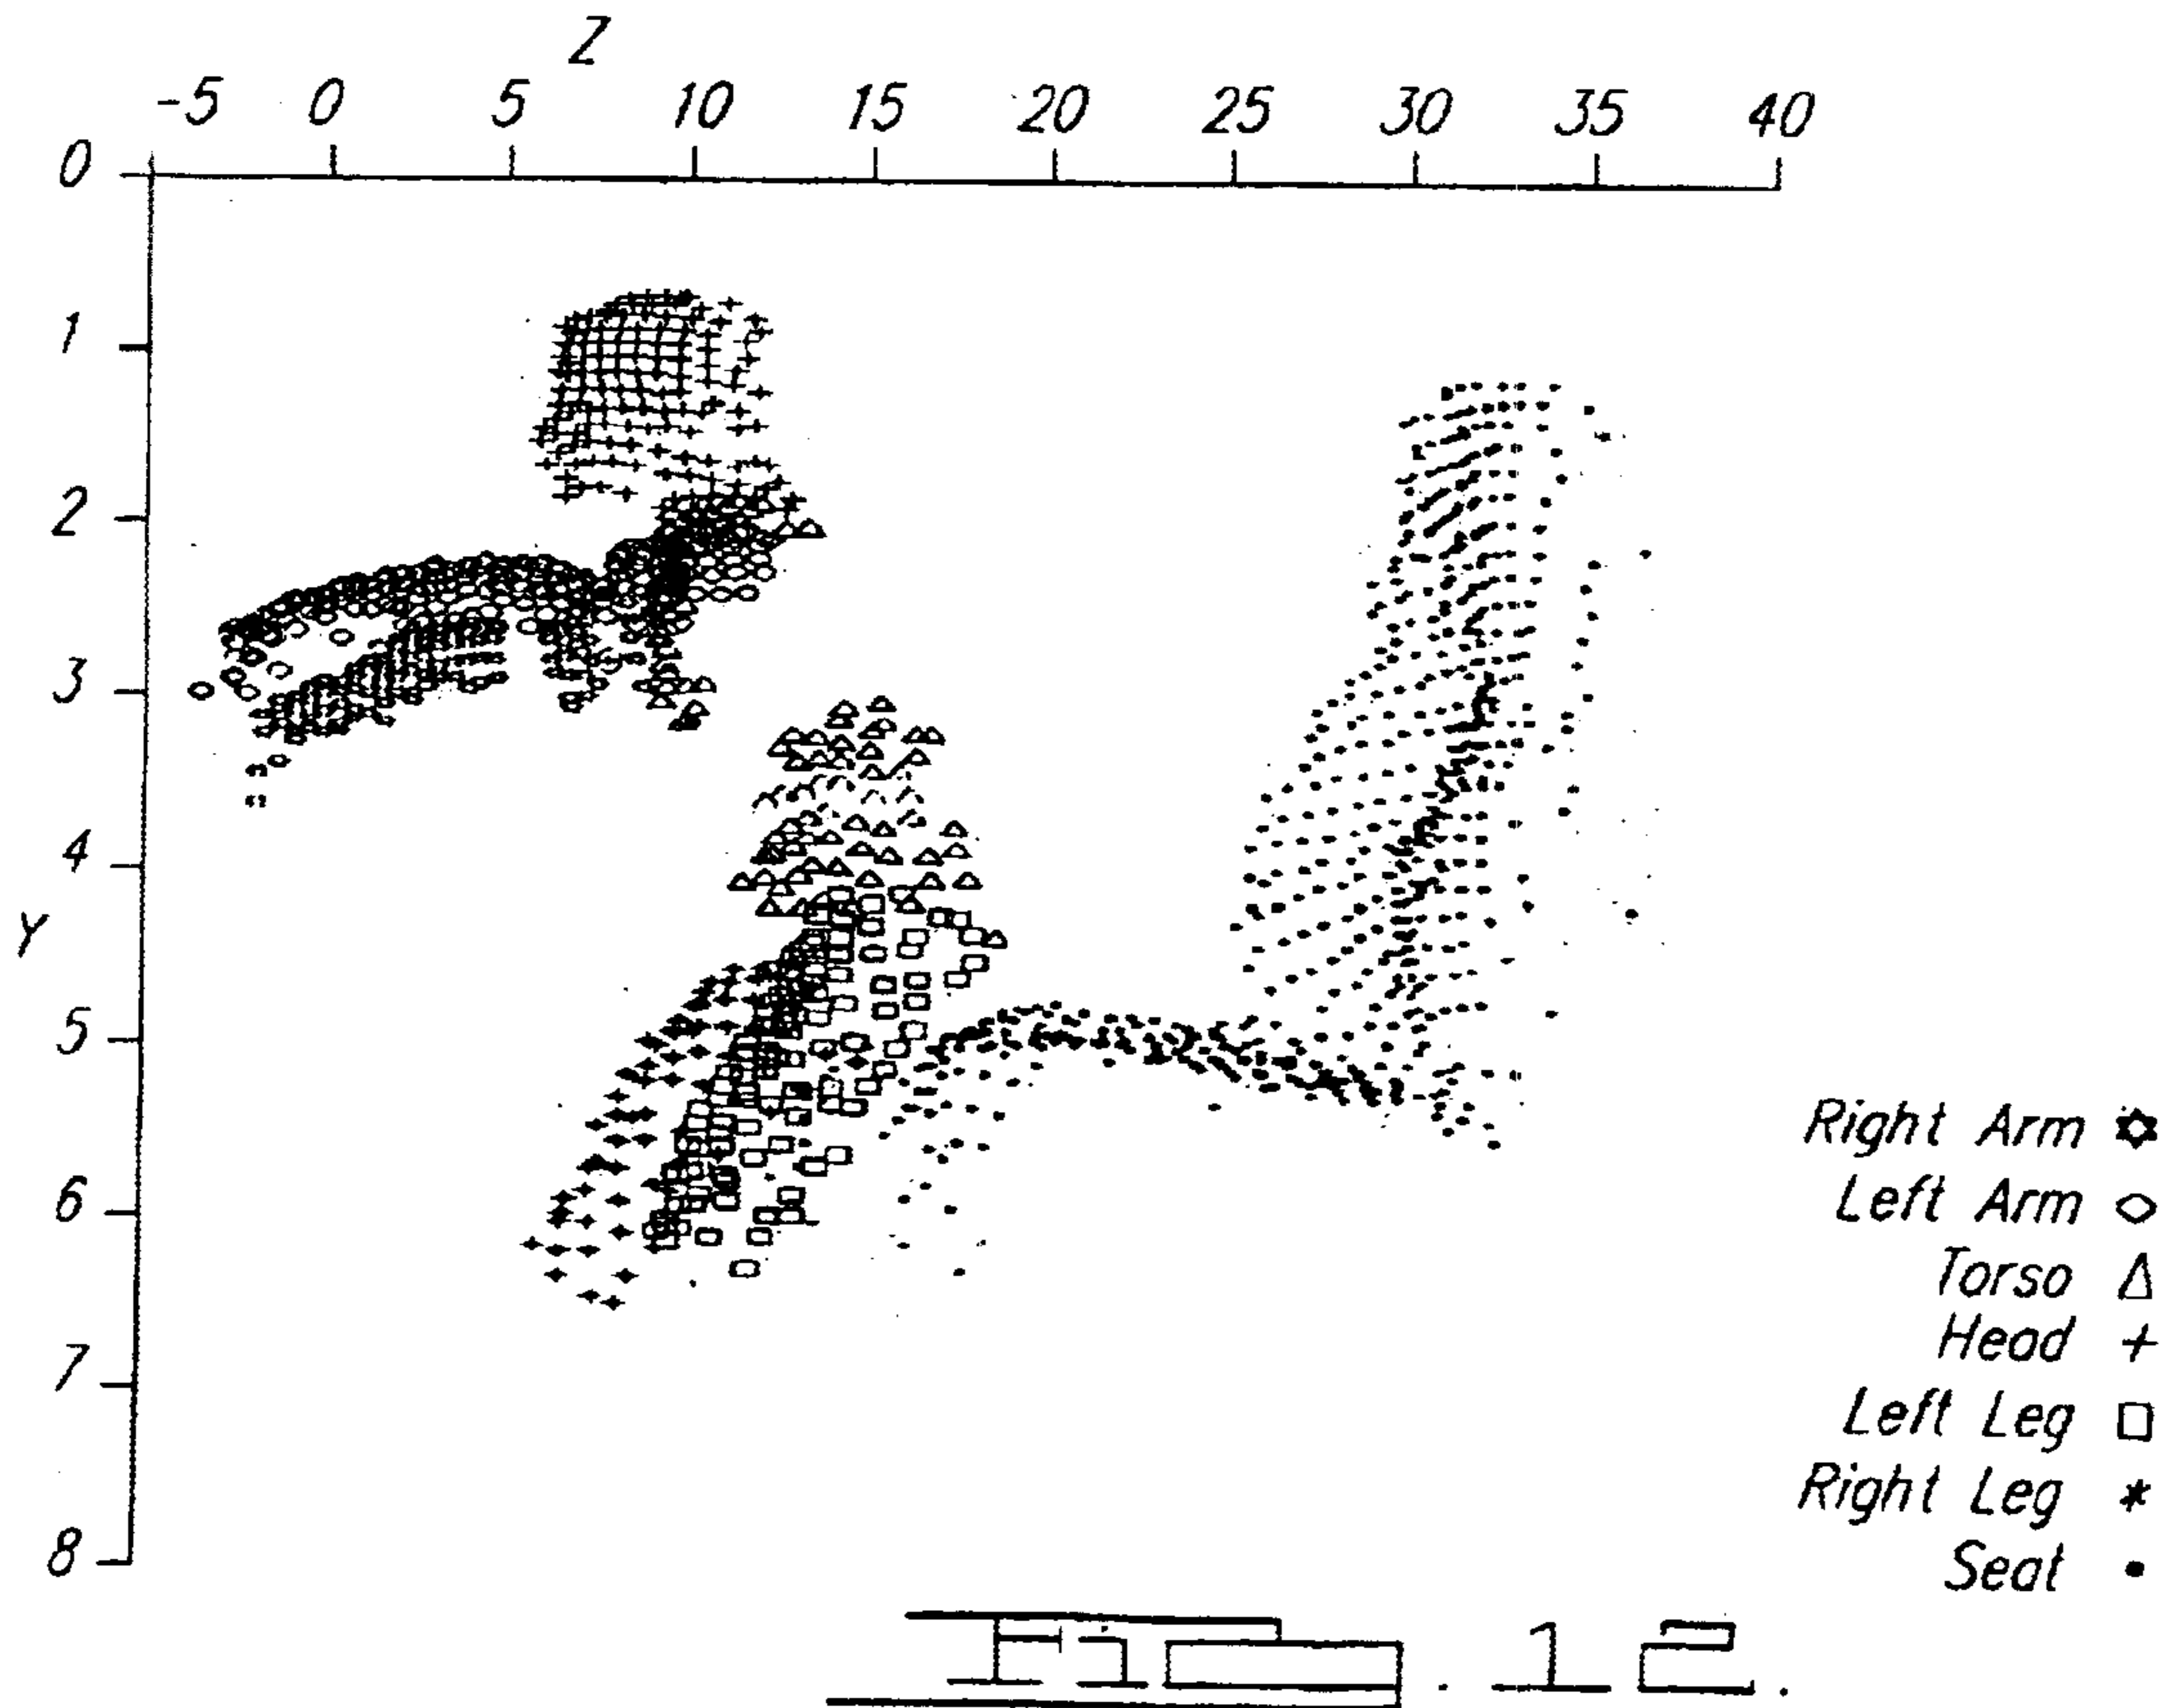 Z
-5 0 5 10 15 20 25 30 35 40
0
1
2
3
4
Y
5
6
7
8
Right Arm
Left Arm
Torso
Head
Left Leg
Right Leg
Seat
Fig. 12.